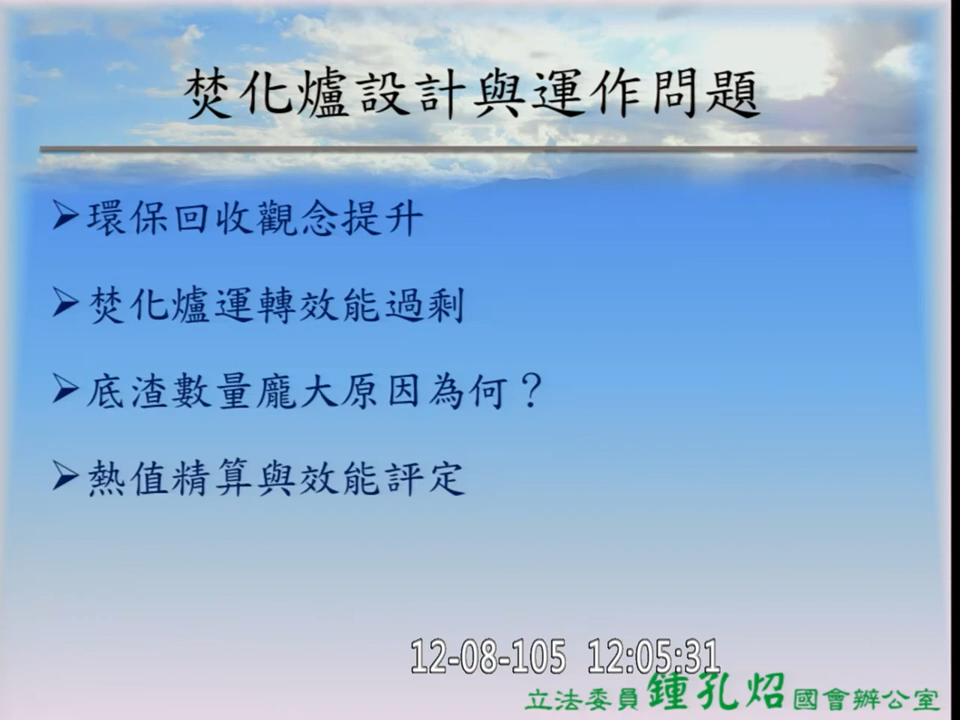 焚化爐設計與運作問題
➢環保回收觀念提升
➢焚化爐運轉效能過剩
➢底渣數量龐大原因為何？
➢熱值精算與效能評定
12-08-105 12:05:31
立法委員鍾孔炤國會辦公室